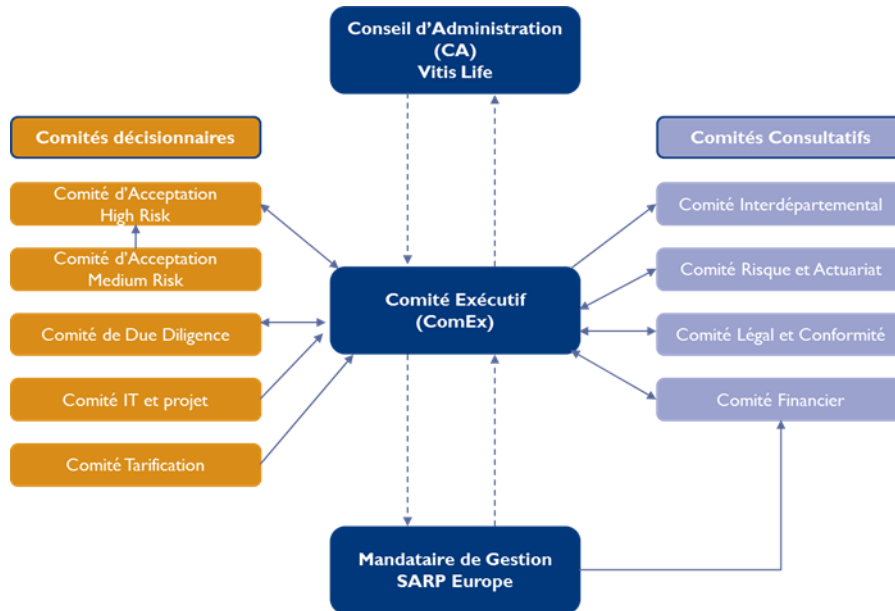 Conseil d'Administration
(CA)
Vitis Life
Comités décisionnaires
Comités Consultatifs
Comité d'Acceptation
High Risk
Comité Interdépartemental
Comité d'Acceptation
Medium Risk
Comité Risque et Actuariat
Comité Exécutif
(ComEx)
Comité de Due Diligence
Comité Légal et Conformité
Comité IT et projet
Comité Financier
Comité Tarification
Mandataire de Gestion
SARP Europe